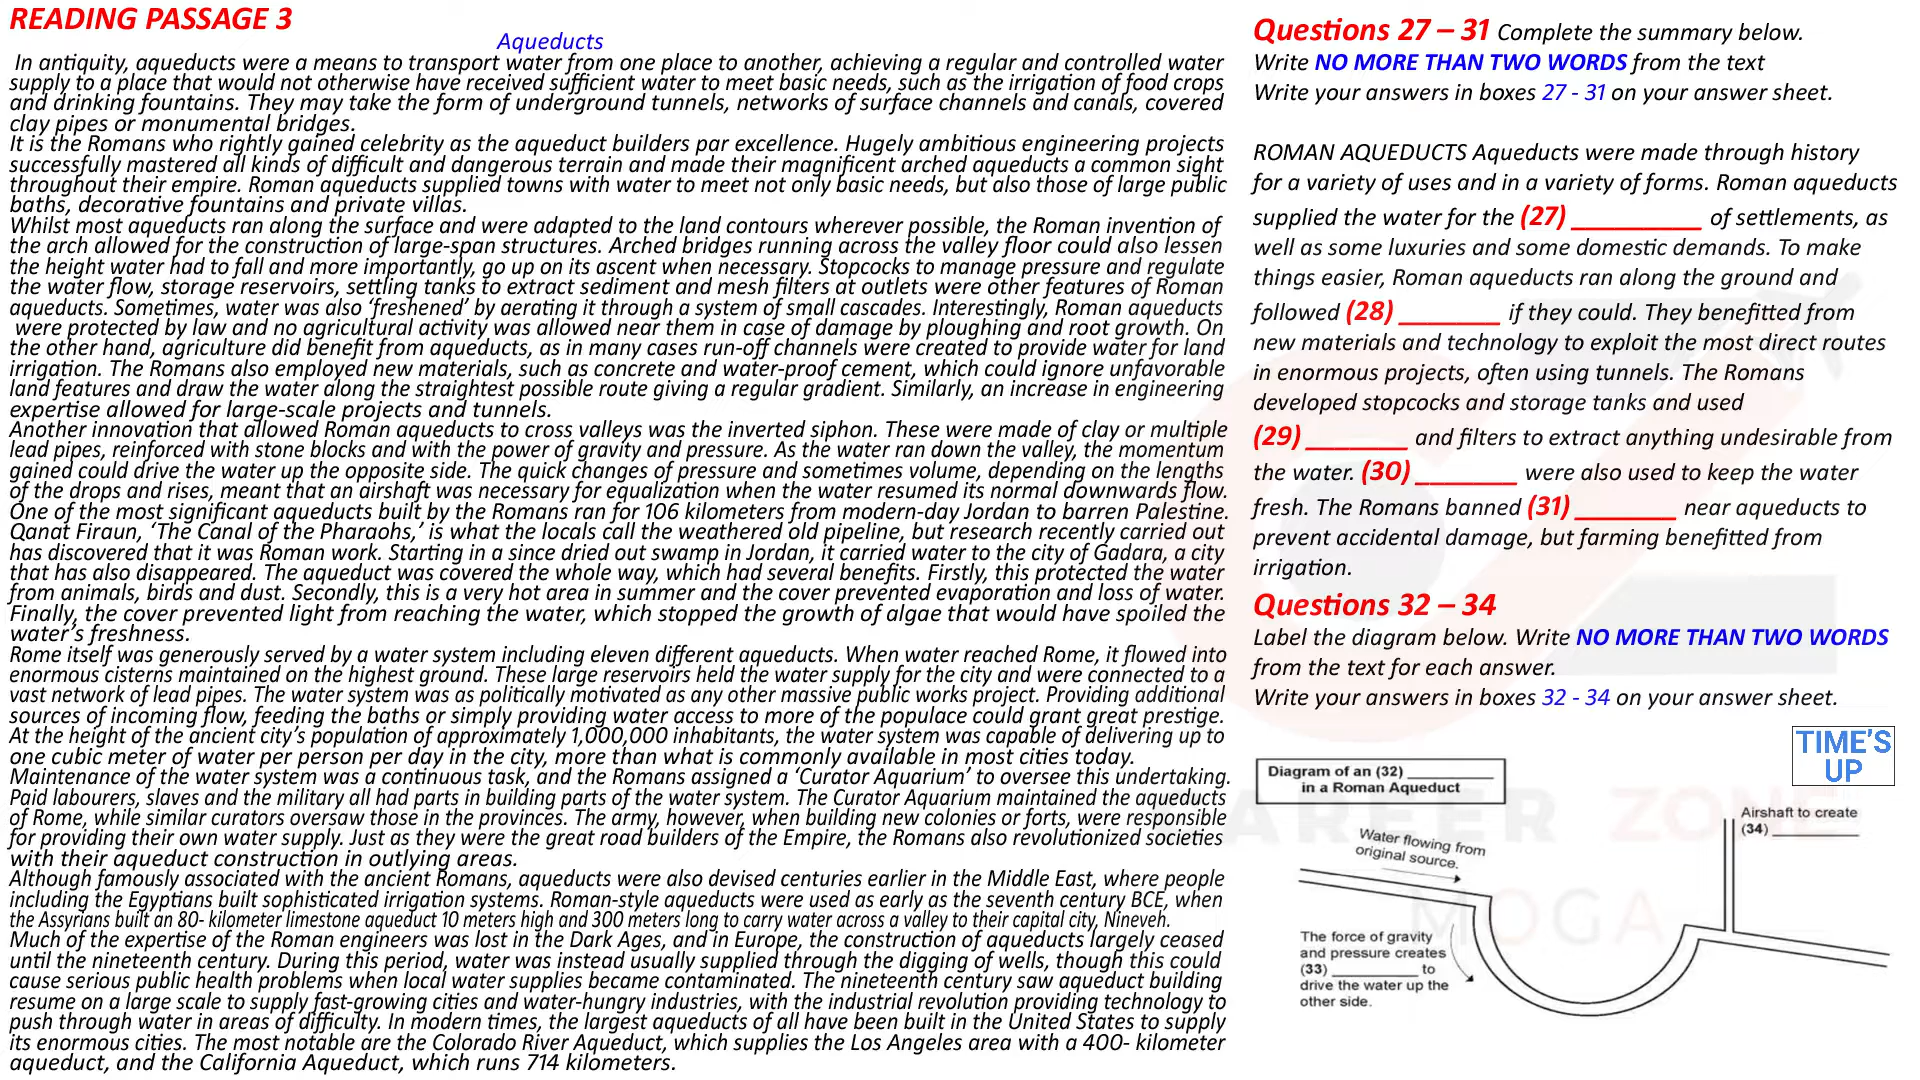 READING PASSAGE 3
Aqueducts
In antiquity, aqueducts were a means to transport water from one place to another, achieving a regular and controlled water
supply to a place that would not otherwise have received sufficient water to meet basic needs, such as the irrigation of food crops
and drinking fountains. They may take the form of underground tunnels, networks of surface channels and canals, covered
clay pipes or monumental bridges.
It is the Romans who rightly gained celebrity as the aqueduct builders par excellence. Hugely ambitious engineering projects
successfully mastered all kinds of difficult and dangerous terrain and made their magnificent arched aqueducts a common sight
throughout their empire. Roman aqueducts supplied towns with water to meet not only basic needs, but also those of large public
baths, decorative fountains and private villas.
Whilst most aqueducts ran along the surface and were adapted to the land contours wherever possible, the Roman invention of
the arch allowed for the construction of large-span structures. Arched bridges running across the valley floor could also lessen
the height water had to fall and more importantly, go up on its ascent when necessary. Stopcocks to manage pressure and regulate
the water flow, storage reservoirs, settling tanks to extract sediment and mesh filters at outlets were other features of Roman
aqueducts. Sometimes, water was also ‘freshened’ by aerating it through a system of small cascades. Interestingly, Roman aqueducts
were protected by law and no agricultural activity was allowed near them in case of damage by ploughing and root growth. On
the other hand, agriculture did benefit from aqueducts, as in many cases run-off channels were created to provide water for land
irrigation. The Romans also employed new materials, such as concrete and water-proof cement, which could ignore unfavorable
land features and draw the water along the straightest possible route giving a regular gradient. Similarly, an increase in engineering
expertise allowed for large-scale projects and tunnels.
Another innovation that allowed Roman aqueducts to cross valleys was the inverted siphon. These were made of clay or multiple
lead pipes, reinforced with stone blocks and with the power of gravity and pressure. As the water ran down the valley, the momentum
gained could drive the water up the opposite side. The quick changes of pressure and sometimes volume, depending on the lengths
of the drops and rises, meant that an airshaft was necessary for equalization when the water resumed its normal downwards flow.
One of the most significant aqueducts built by the Romans ran for 106 kilometers from modern-day Jordan to barren Palestine.
Qanat Firaun, ‘The Canal of the Pharaohs,’ is what the locals call the weathered old pipeline, but research recently carried out
has discovered that it was Roman work. Starting in a since dried out swamp in Jordan, it carried water to the city of Gadara, a city
that has also disappeared. The aqueduct was covered the whole way, which had several benefits. Firstly, this protected the water
from animals, birds and dust. Secondly, this is a very hot area in summer and the cover prevented evaporation and loss of water.
Finally, the cover prevented light from reaching the water, which stopped the growth of algae that would have spoiled the
water’s freshness.
Rome itself was generously served by a water system including eleven different aqueducts. When water reached Rome, it flowed into
enormous cisterns maintained on the highest ground. These large reservoirs held the water supply for the city and were connected to a
vast network of lead pipes. The water system was as politically motivated as any other massive public works project. Providing additional
sources of incoming flow, feeding the baths or simply providing water access to more of the populace could grant great prestige.
At the height of the ancient city’s population of approximately 1,000,000 inhabitants, the water system was capable of delivering up to
one cubic meter of water per person per day in the city, more than what is commonly available in most cities today.
Maintenance of the water system was a continuous task, and the Romans assigned a ‘Curator Aquarium’ to oversee this undertaking.
Paid labourers, slaves and the military all had parts in building parts of the water system. The Curator Aquarium maintained the aqueducts
of Rome, while similar curators oversaw those in the provinces. The army, however, when building new colonies or forts, were responsible
for providing their own water supply. Just as they were the great road builders of the Empire, the Romans also revolutionized societies
with their aqueduct construction in outlying areas.
Although famously associated with the ancient Romans, aqueducts were also devised centuries earlier in the Middle East, where people
including the Egyptians built sophisticated irrigation systems. Roman-style aqueducts were used as early as the seventh century BCE, when
the Assyrians built an 80- kilometer limestone aqueduct 10 meters high and 300 meters long to carry water across a valley to their capital city, Nineveh.
Much of the expertise of the Roman engineers was lost in the Dark Ages, and in Europe, the construction of aqueducts largely ceased
until the nineteenth century. During this period, water was instead usually supplied through the digging of wells, though this could
cause serious public health problems when local water supplies became contaminated. The nineteenth century saw aqueduct building
resume on a large scale to supply fast-growing cities and water-hungry industries, with the industrial revolution providing technology to
push through water in areas of difficulty. In modern times, the largest aqueducts of all have been built in the United States to supply
its enormous cities. The most notable are the Colorado River Aqueduct, which supplies the Los Angeles area with a 400- kilometer
aqueduct, and the California Aqueduct, which runs 714 kilometers.
Questions 27 – 31 Complete the summary below.
Write NO MORE THAN TWO WORDS from the text
Write your answers in boxes 27 - 31 on your answer sheet.
ROMAN AQUEDUCTS Aqueducts were made through history
for a variety of uses and in a variety of forms. Roman aqueducts
supplied the water for the (27) _________ of settlements, as
well as some luxuries and some domestic demands. To make
things easier, Roman aqueducts ran along the ground and
followed (28) _______ if they could. They benefitted from
new materials and technology to exploit the most direct routes
in enormous projects, often using tunnels. The Romans
developed stopcocks and storage tanks and used
(29) _______ and filters to extract anything undesirable from
the water. (30) _______ were also used to keep the water
fresh. The Romans banned (31) _______ near aqueducts to
prevent accidental damage, but farming benefitted from
irrigation.
Questions 32 – 34
Label the diagram below. Write NO MORE THAN TWO WORDS
from the text for each answer.
Write your answers in boxes 32 - 34 on your answer sheet.
TIME'S
UP
Diagram of an (32) ___________
in a Roman Aqueduct
Airshaft to create
(34) ___________
Water flowing from
original source.
The force of gravity
and pressure creates
(33) ___________ to
drive the water up the
other side.
CAREER ZONE
MOGA